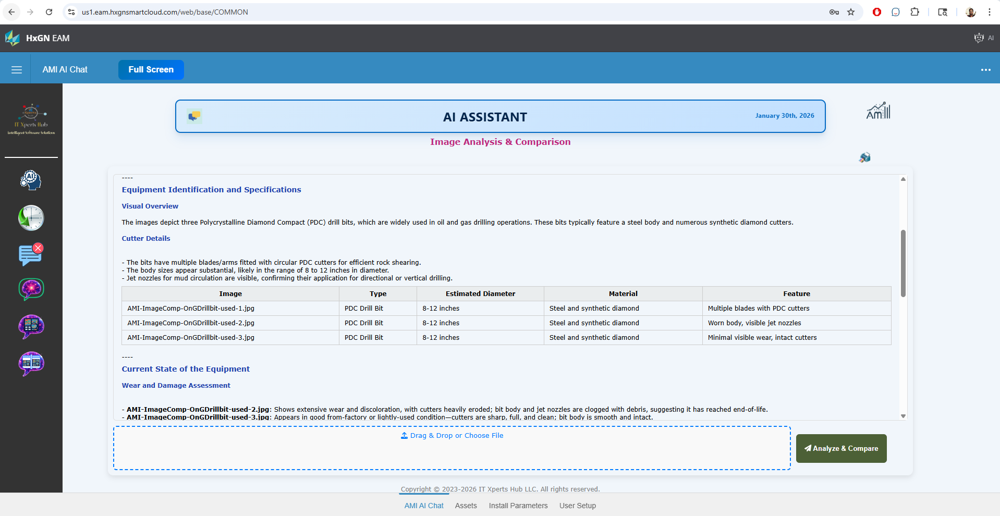 us1.eam.hxgnsmartcloud.com/web/base/COMMON
HxGN EAM
AI
AMI AI Chat
Full Screen
AI ASSISTANT
January 30th, 2026
AMI
Image Analysis & Comparison
eXperts
IT Xperts Hub
Intelligent Software Solutions
AI
----
Equipment Identification and Specifications
Visual Overview
The images depict three Polycrystalline Diamond Compact (PDC) drill bits, which are widely used in oil and gas drilling operations. These bits typically feature a steel body and numerous synthetic diamond cutters.
Cutter Details
- The bits have multiple blades/arms fitted with circular PDC cutters for efficient rock shearing.
- The body sizes appear substantial, likely in the range of 8 to 12 inches in diameter.
- Jet nozzles for mud circulation are visible, confirming their application for directional or vertical drilling.
Image Type Estimated Diameter Material Feature
AMI-ImageComp-OnGDrillbit-used-1.jpg PDC Drill Bit 8-12 inches Steel and synthetic diamond Multiple blades with PDC cutters
AMI-ImageComp-OnGDrillbit-used-2.jpg PDC Drill Bit 8-12 inches Steel and synthetic diamond Worn body, visible jet nozzles
AMI-ImageComp-OnGDrillbit-used-3.jpg PDC Drill Bit 8-12 inches Steel and synthetic diamond Minimal visible wear, intact cutters
----
Current State of the Equipment
Wear and Damage Assessment
- AMI-ImageComp-OnGDrillbit-used-2.jpg: Shows extensive wear and discoloration, with cutters heavily eroded; bit body and jet nozzles are clogged with debris, suggesting it has reached end-of-life.
- AMI-ImageComp-OnGDrillbit-used-3.jpg: Appears in good from-factory or lightly-used condition—cutters are sharp, full, and clean; bit body is smooth and intact.
Drag & Drop or Choose File
Analyze & Compare
Copyright © 2023-2026 IT Xperts Hub LLC. All rights reserved.
AMI AI Chat Assets Install Parameters User Setup